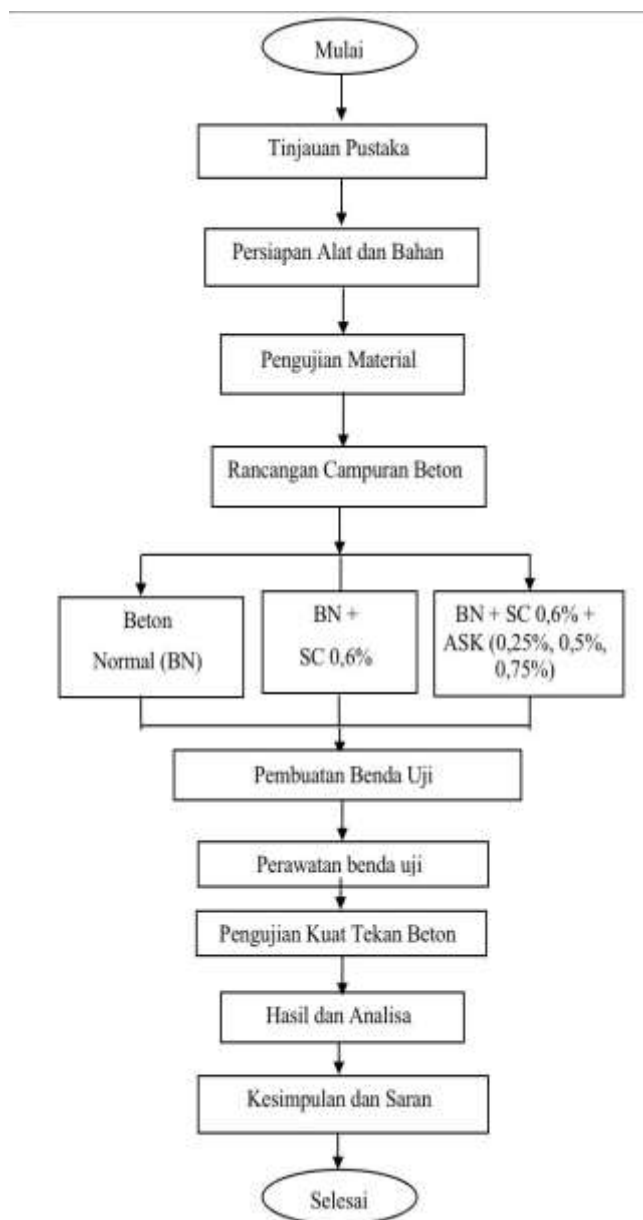 Mulai
Tinjauan Pustaka
Persiapan Alat dan Bahan
Pengujian Material
Rancangan Campuran Beton
Beton
Normal (BN)
BN +
SC 0,6%
BN + SC 0,6% +
ASK (0,25%, 0,5%,
0,75%)
Pembuatan Benda Uji
Perawatan benda uji
Pengujian Kuat Tekan Beton
Hasil dan Analisa
Kesimpulan dan Saran
Selesai